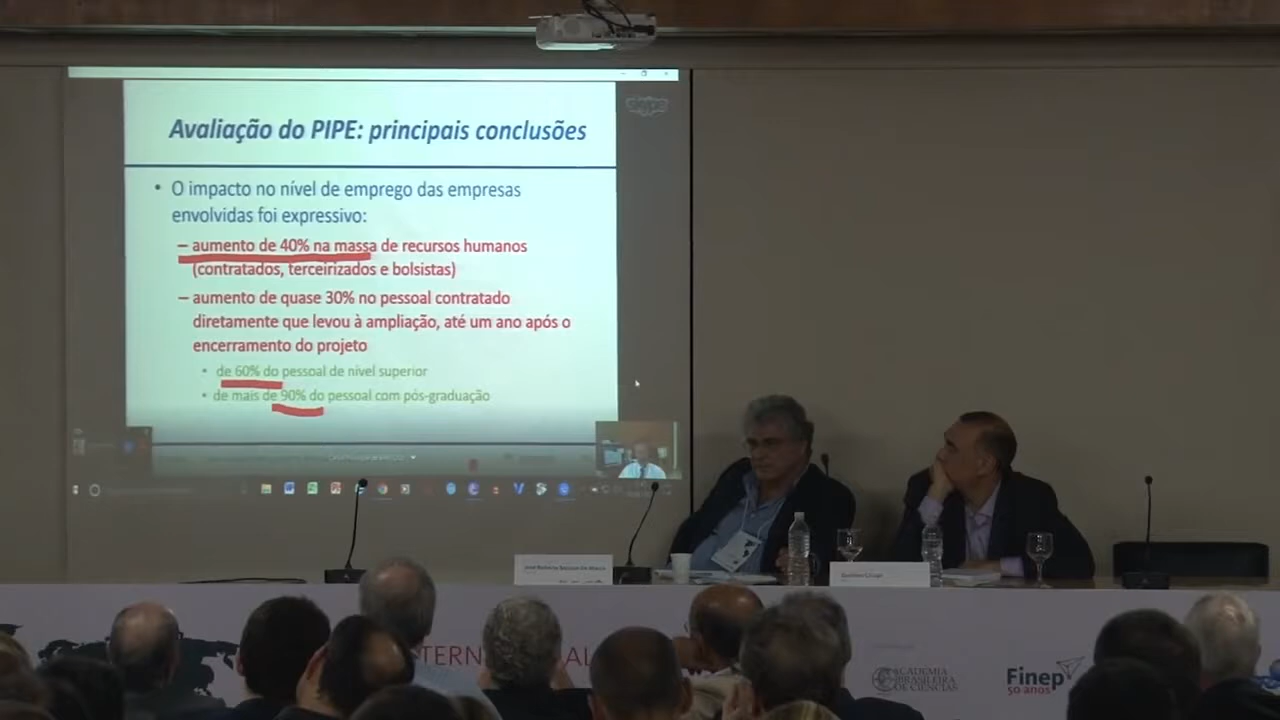 skype
Avaliação do PIPE: principais conclusões
• O impacto no nível de emprego das empresas
envolvidas foi expressivo:
– aumento de 40% na massa de recursos humanos
(contratados, terceirizados e bolsistas)
– aumento de quase 30% no pessoal contratado
diretamente que levou à ampliação, até um ano após o
encerramento do projeto
• de 60% do pessoal de nível superior
• de mais de 90% do pessoal com pós-graduação
ACADEMIA
BRASILEIRA
DE CIÊNCIAS
Finep
50 anos